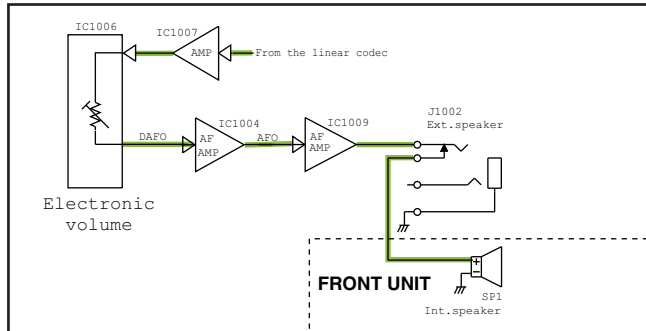 IC1006
IC1007
AMP
From the linear codec
IC1004
IC1009
J1002
Ext.speaker
DAFO
AF
AMP
AFO
AF
AMP
Electronic
volume
FRONT UNIT
+
−
SP1
Int.speaker